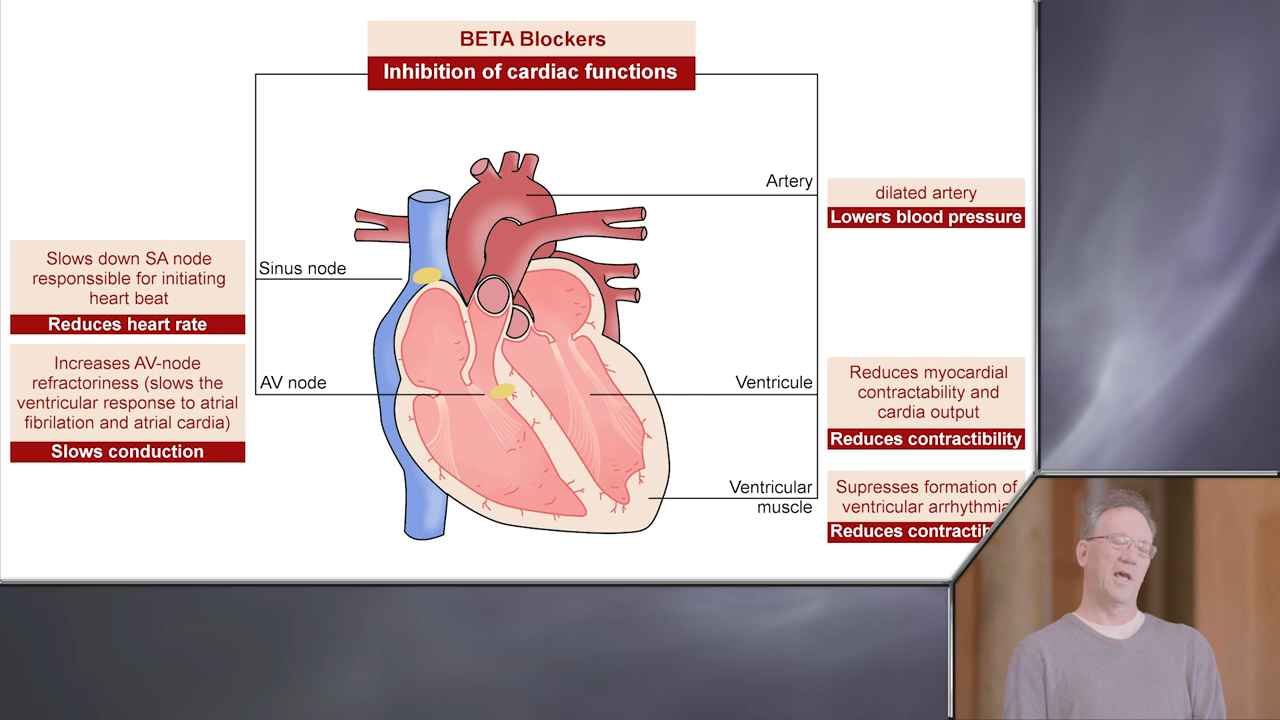 BETA Blockers
Inhibition of cardiac functions
Slows down SA node
responssible for initiating
heart beat
Reduces heart rate
Increases AV-node
refractoriness (slows the
ventricular response to atrial
fibrilation and atrial cardia)
Slows conduction
Sinus node
AV node
Artery
Ventricule
Ventricular
muscle
dilated artery
Lowers blood pressure
Reduces myocardial
contractability and
cardia output
Reduces contractibility
Supresses formation of
ventricular arrhythmia
Reduces